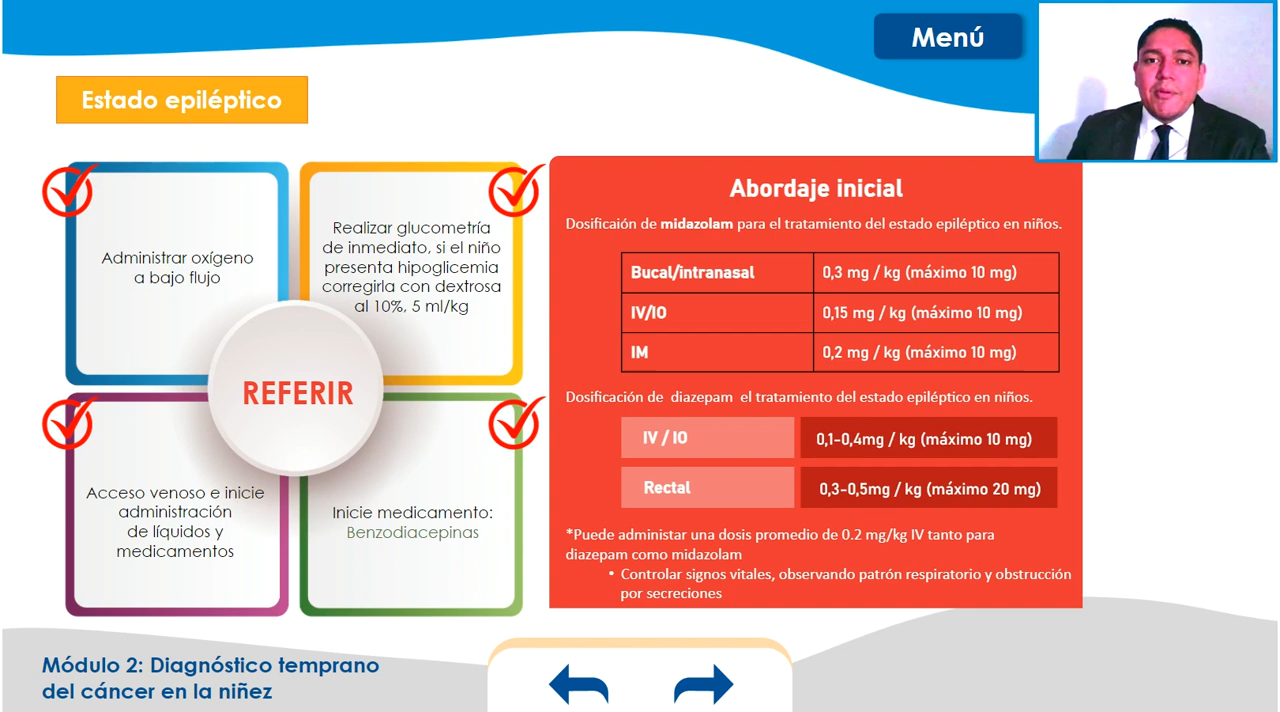 Menú
Estado epiléptico
Administrar oxígeno
a bajo flujo
Realizar glucometría
de inmediato, si el niño
presenta hipoglicemia
corregirla con dextrosa
al 10%, 5 ml/kg
REFERIR
Acceso venoso e inicie
administración
de líquidos y
medicamentos
Inicie medicamento:
Benzodiacepinas
Abordaje inicial
Dosificaión de midazolam para el tratamiento del estado epiléptico en niños.
Bucal/intranasal 0,3 mg / kg (máximo 10 mg)
IV/IO 0,15 mg / kg (máximo 10 mg)
IM 0,2 mg / kg (máximo 10 mg)
Dosificación de diazepam el tratamiento del estado epiléptico en niños.
IV / IO 0,1-0,4mg / kg (máximo 10 mg)
Rectal 0,3-0,5mg / kg (máximo 20 mg)
*Puede administar una dosis promedio de 0.2 mg/kg IV tanto para
diazepam como midazolam
• Controlar signos vitales, observando patrón respiratorio y obstrucción
por secreciones
Módulo 2: Diagnóstico temprano
del cáncer en la niñez